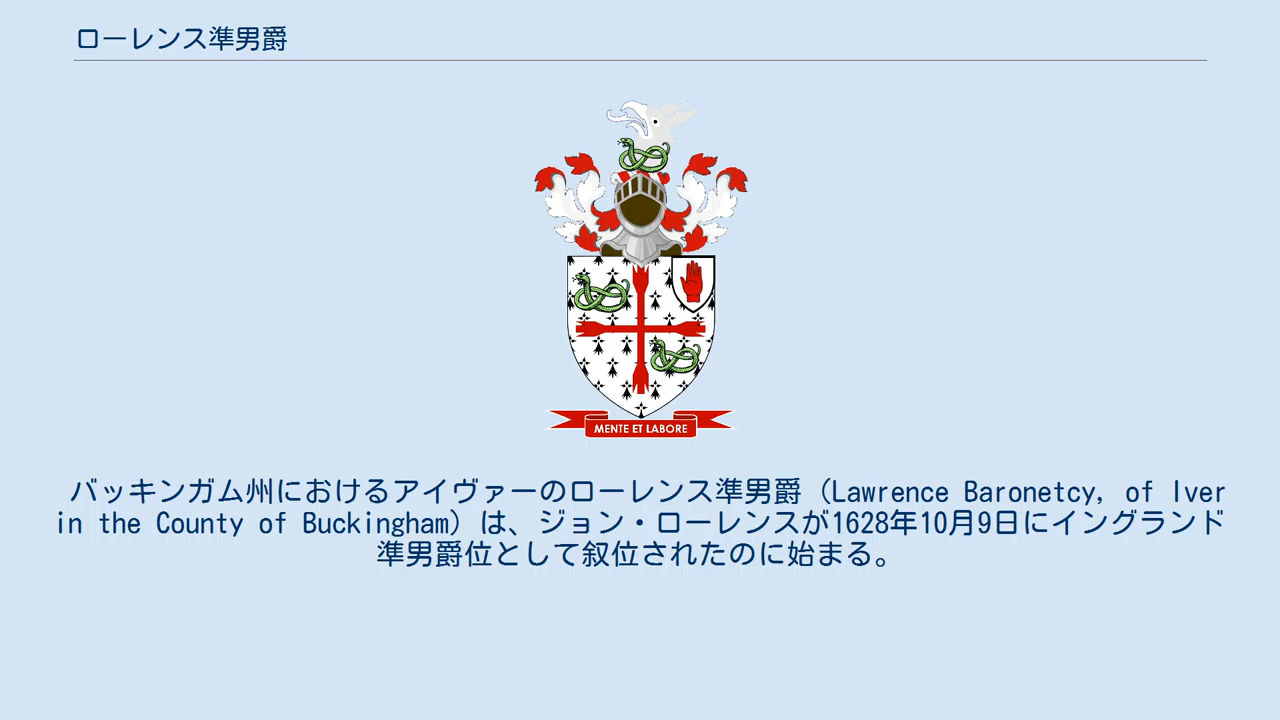 ローレンス準男爵
MENTE ET LABORE
バッキンガム州におけるアイヴァーのローレンス準男爵（Lawrence Baronetcy, of Iver
in the County of Buckingham）は、ジョン・ローレンスが1628年10月9日にイングランド
準男爵位として叙位されたのに始まる。